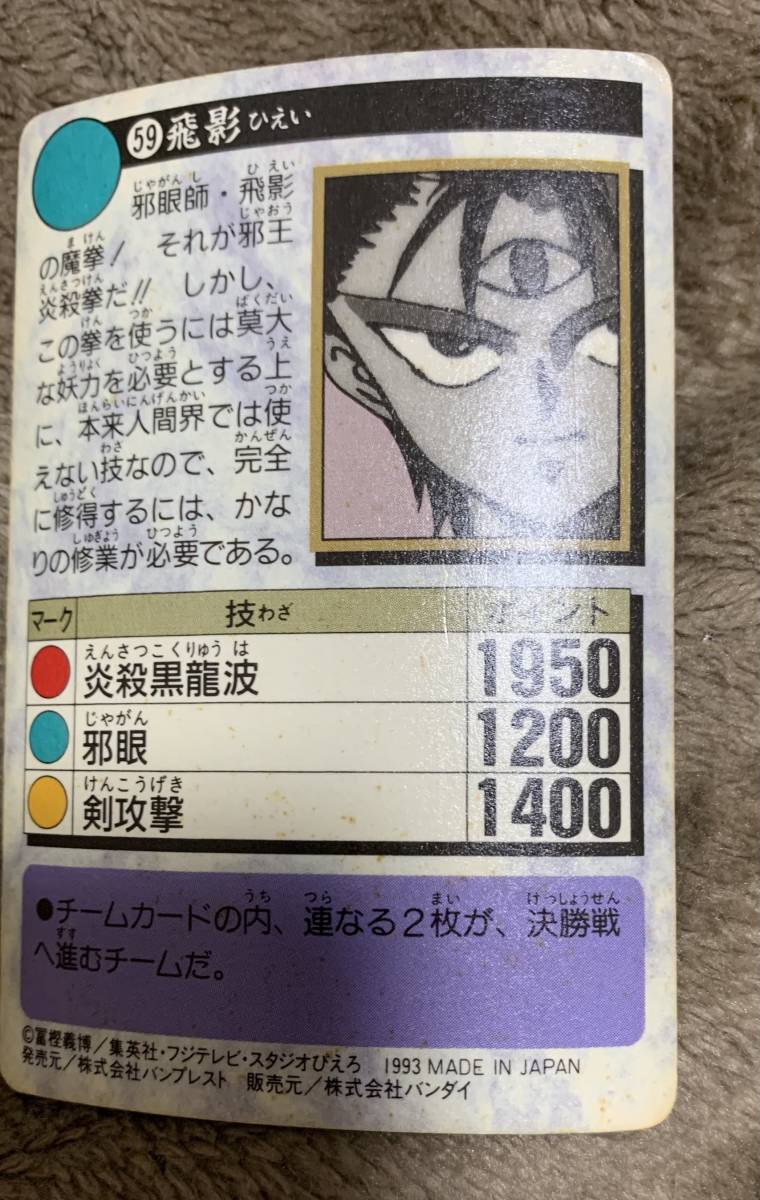 59 飛影 ひえい
じゃがんし ひえい
邪眼師・飛影
まけん じゃおう
の魔拳! それが邪王
えんさつけん
炎殺拳だ!! しかし、
けん つか ばくだい
この拳を使うには莫大
ようりょく ひつよう うえ
な妖力を必要とする上
ほんらいにんげんかい つか
に、本来人間界では使
わざ かんぜん
えない技なので、完全
しゅうどく
に修得するには、かな
しゅぎょう ひつよう
りの修業が必要である。
マーク 技わざ ポイント
えんさつこくりゅうは
炎殺黒龍波 1950
じゃがん
邪眼 1200
けんこうげき
剣攻撃 1400
うち つら まい けっしょうせん
●チームカードの内、連なる2枚が、決勝戦
すす
へ進むチームだ。
©冨樫義博/集英社・フジテレビ・スタジオぴえろ 1993 MADE IN JAPAN
発売元/株式会社バンプレスト 販売元/株式会社バンダイ